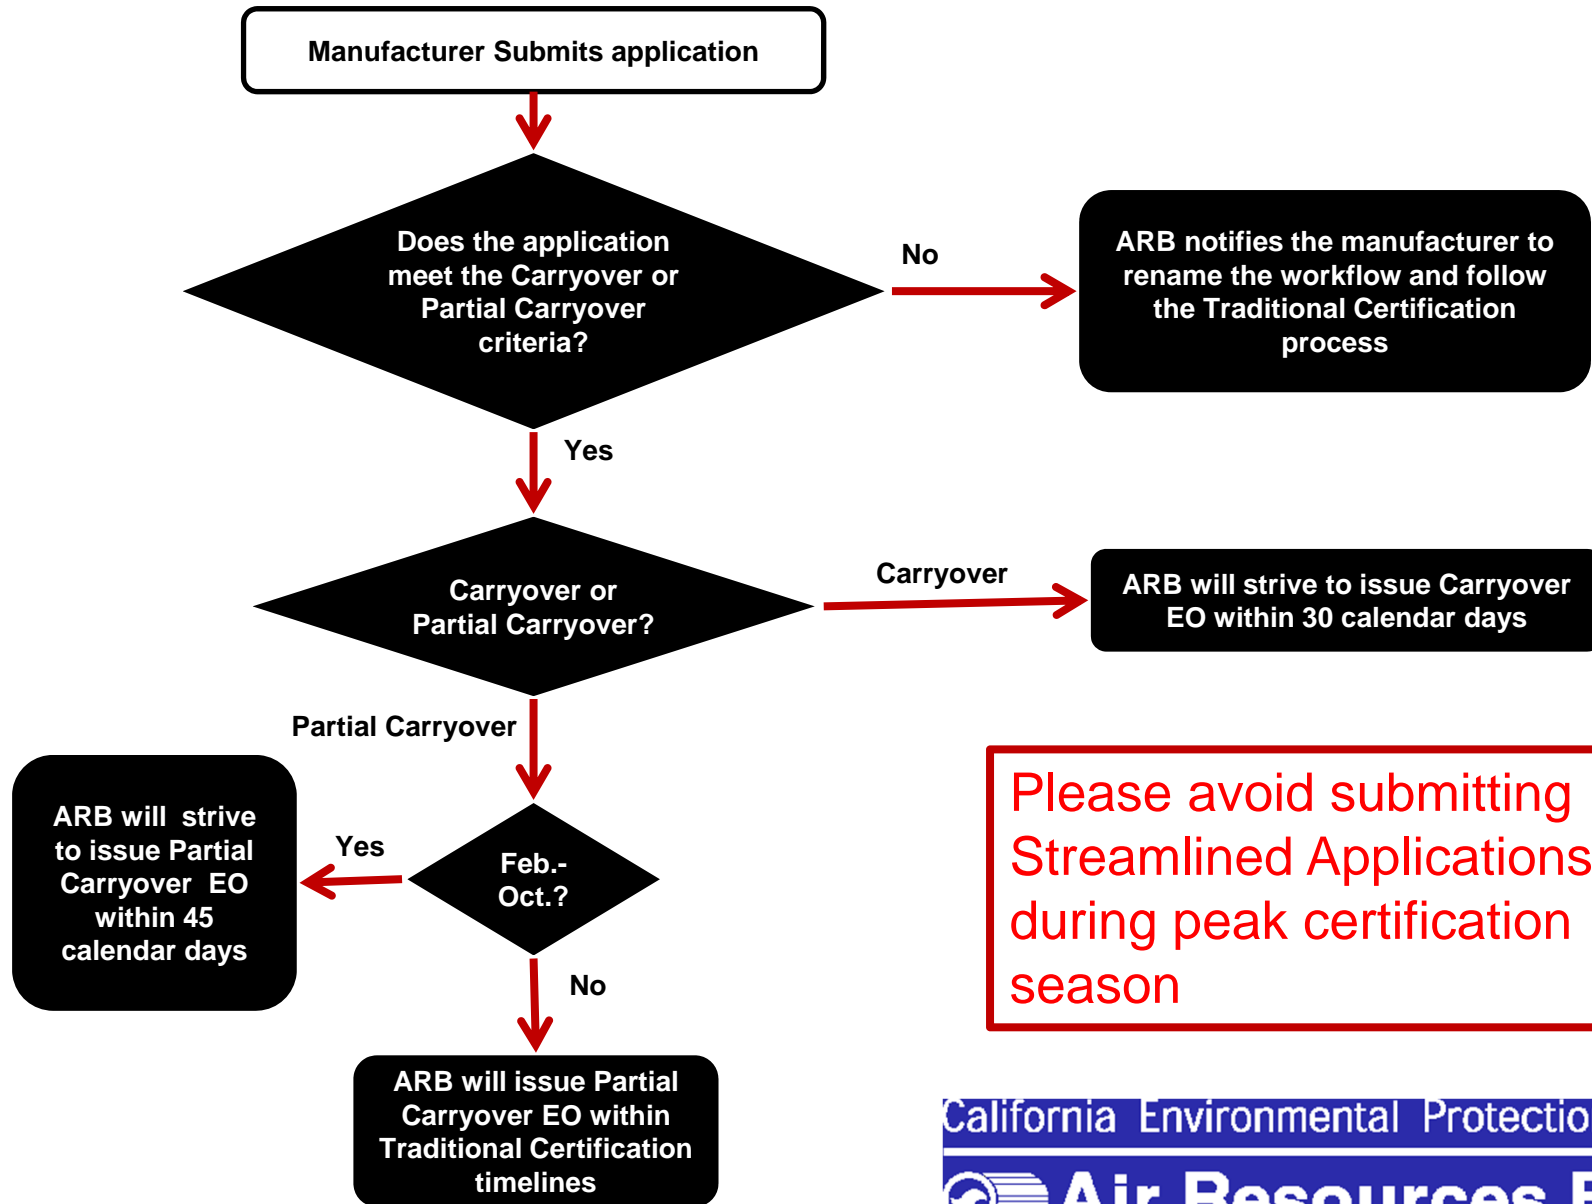 Manufacturer Submits application
Does the application
meet the Carryover or
Partial Carryover
criteria?
No
ARB notifies the manufacturer to
rename the workflow and follow
the Traditional Certification
process
Yes
Carryover or
Partial Carryover?
Carryover
ARB will strive to issue Carryover
EO within 30 calendar days
Partial Carryover
Feb.-
Oct.?
Yes
ARB will  strive
to issue Partial
Carryover  EO
within 45
calendar days
No
ARB will issue Partial
Carryover EO within
Traditional Certification
timelines
Please avoid submitting
Streamlined Applications
during peak certification
season
California Environmental
Air Resources